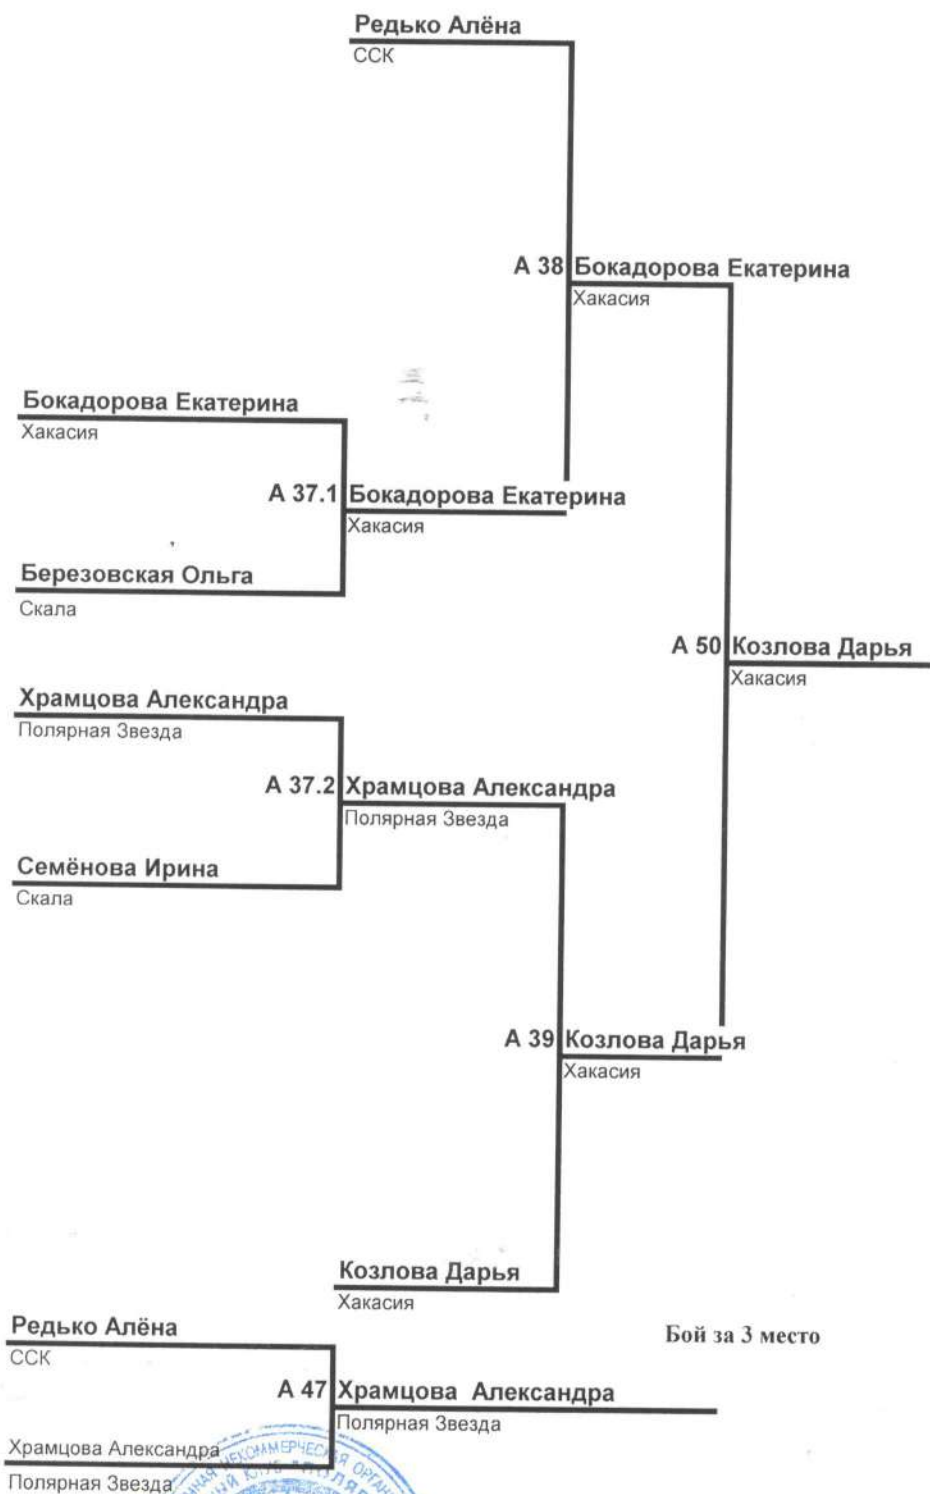 Редько Алёна
ССК
А 38 Бокадорова Екатерина
Хакасия
Бокадорова Екатерина
Хакасия
А 37.1 Бокадорова Екатерина
Хакасия
Березовская Ольга
Скала
А 50 Козлова Дарья
Хакасия
Храмцова Александра
Полярная Звезда
А 37.2 Храмцова Александра
Полярная Звезда
Семёнова Ирина
Скала
А 39 Козлова Дарья
Хакасия
Козлова Дарья
Хакасия
Бой за 3 место
Редько Алёна
ССК
А 47 Храмцова Александра
Полярная Звезда
Храмцова Александра
Полярная Звезда
НЕКОММЕРЧЕСКАЯ